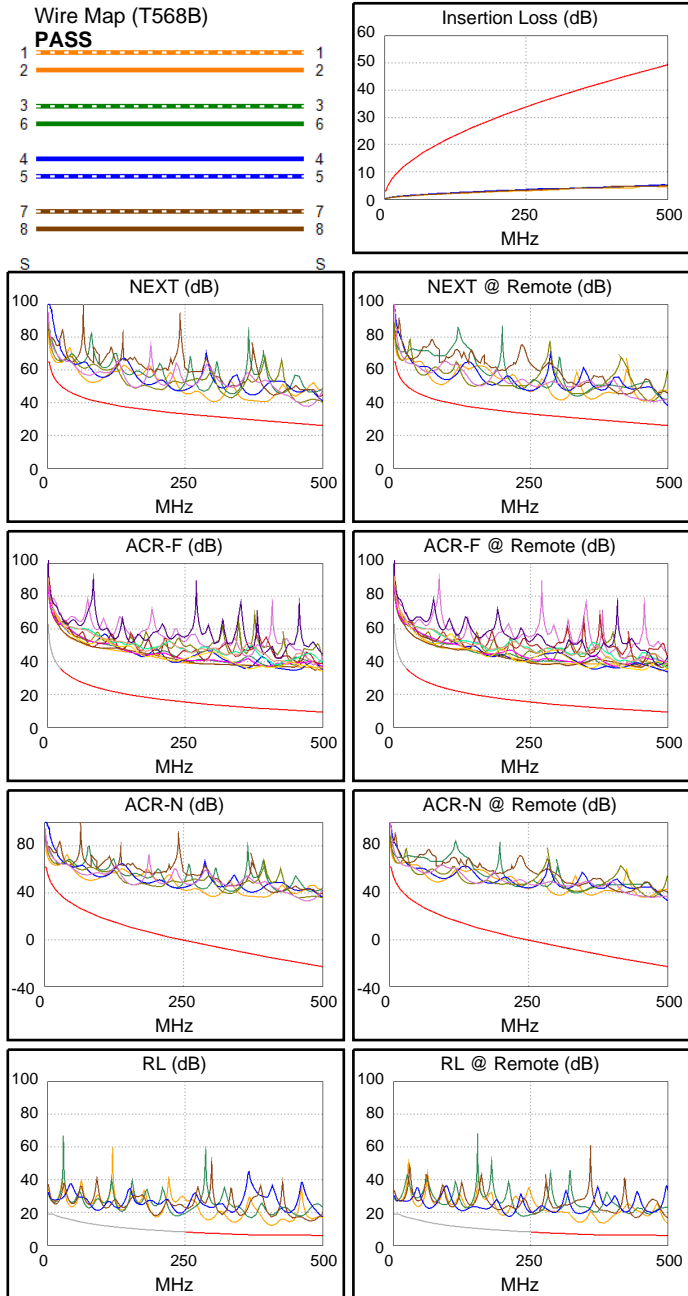 Wire Map (T568B)
PASS
1 1
2 2
3 3
6 6
4 4
5 5
7 7
8 8
S S
Insertion Loss (dB)
60
50
40
30
20
10
0
0 250 500
MHz
NEXT (dB)
100
80
60
40
20
0
0 250 500
MHz
NEXT @ Remote (dB)
100
80
60
40
20
0
0 250 500
MHz
ACR-F (dB)
100
80
60
40
20
0
0 250 500
MHz
ACR-F @ Remote (dB)
100
80
60
40
20
0
0 250 500
MHz
ACR-N (dB)
80
40
0
-40
0 250 500
MHz
ACR-N @ Remote (dB)
80
40
0
-40
0 250 500
MHz
RL (dB)
100
80
60
40
20
0
0 250 500
MHz
RL @ Remote (dB)
100
80
60
40
20
0
0 250 500
MHz